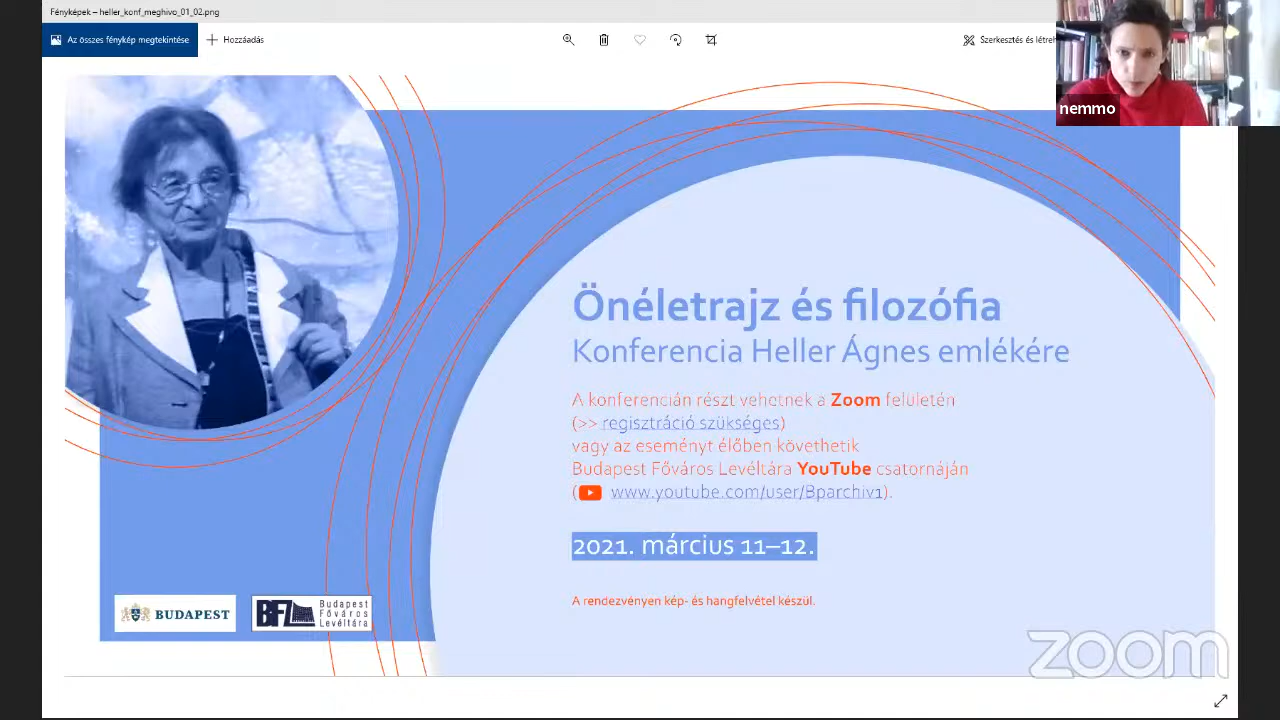 Fényképek – heller_konf_meghivo_01_02.png
Az összes fénykép megtekintése
Hozzáadás
Szerkesztés és
nemmo
Önéletrajz és filozófia
Konferencia Heller Ágnes emlékére
A konferencián részt vehetnek a Zoom felületén
(>> regisztráció szükséges)
vagy az eseményt élőben követhetik
Budapest Főváros Levéltára YouTube csatornáján
(www.youtube.com/user/Bparchiv1).
2021. március 11–12.
A rendezvényen kép- és hangfelvétel készül.
BUDAPEST
BFL
Budapest
Főváros
Levéltára
zoom